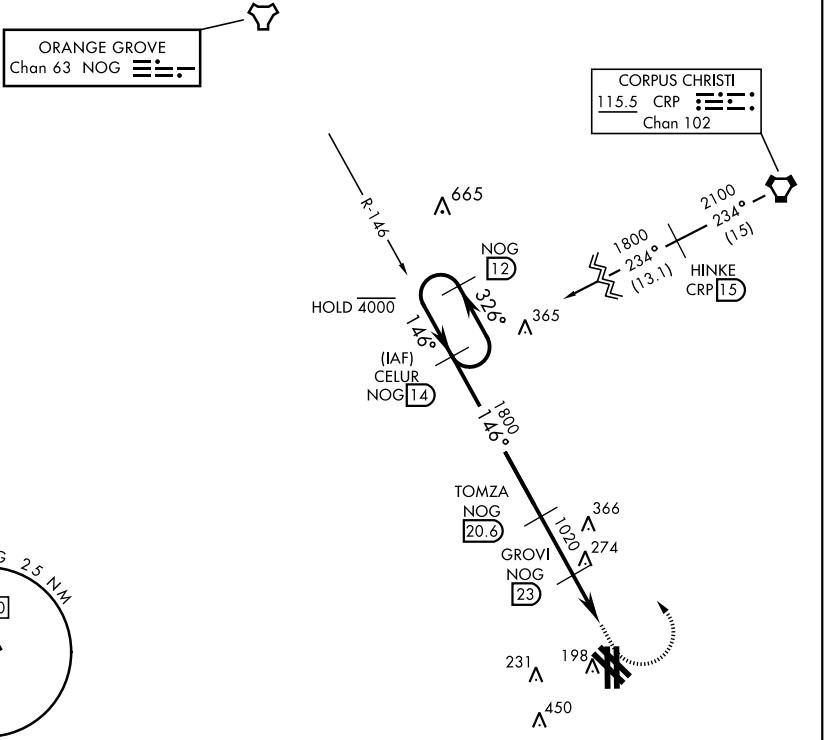 ORANGE GROVE
Chan 63 NOG
CORPUS CHRISTI
115.5 CRP
Chan 102
R-146
665
2100
234°
(15)
1800
234°
(13.1)
HINKE
CRP 15
NOG
12
HOLD 4000
326°
146°
365
(IAF)
CELUR
NOG 14
1800
146°
TOMZA
NOG
20.6
366
1020
274
GROVI
NOG
23
25 NM
231
198
450